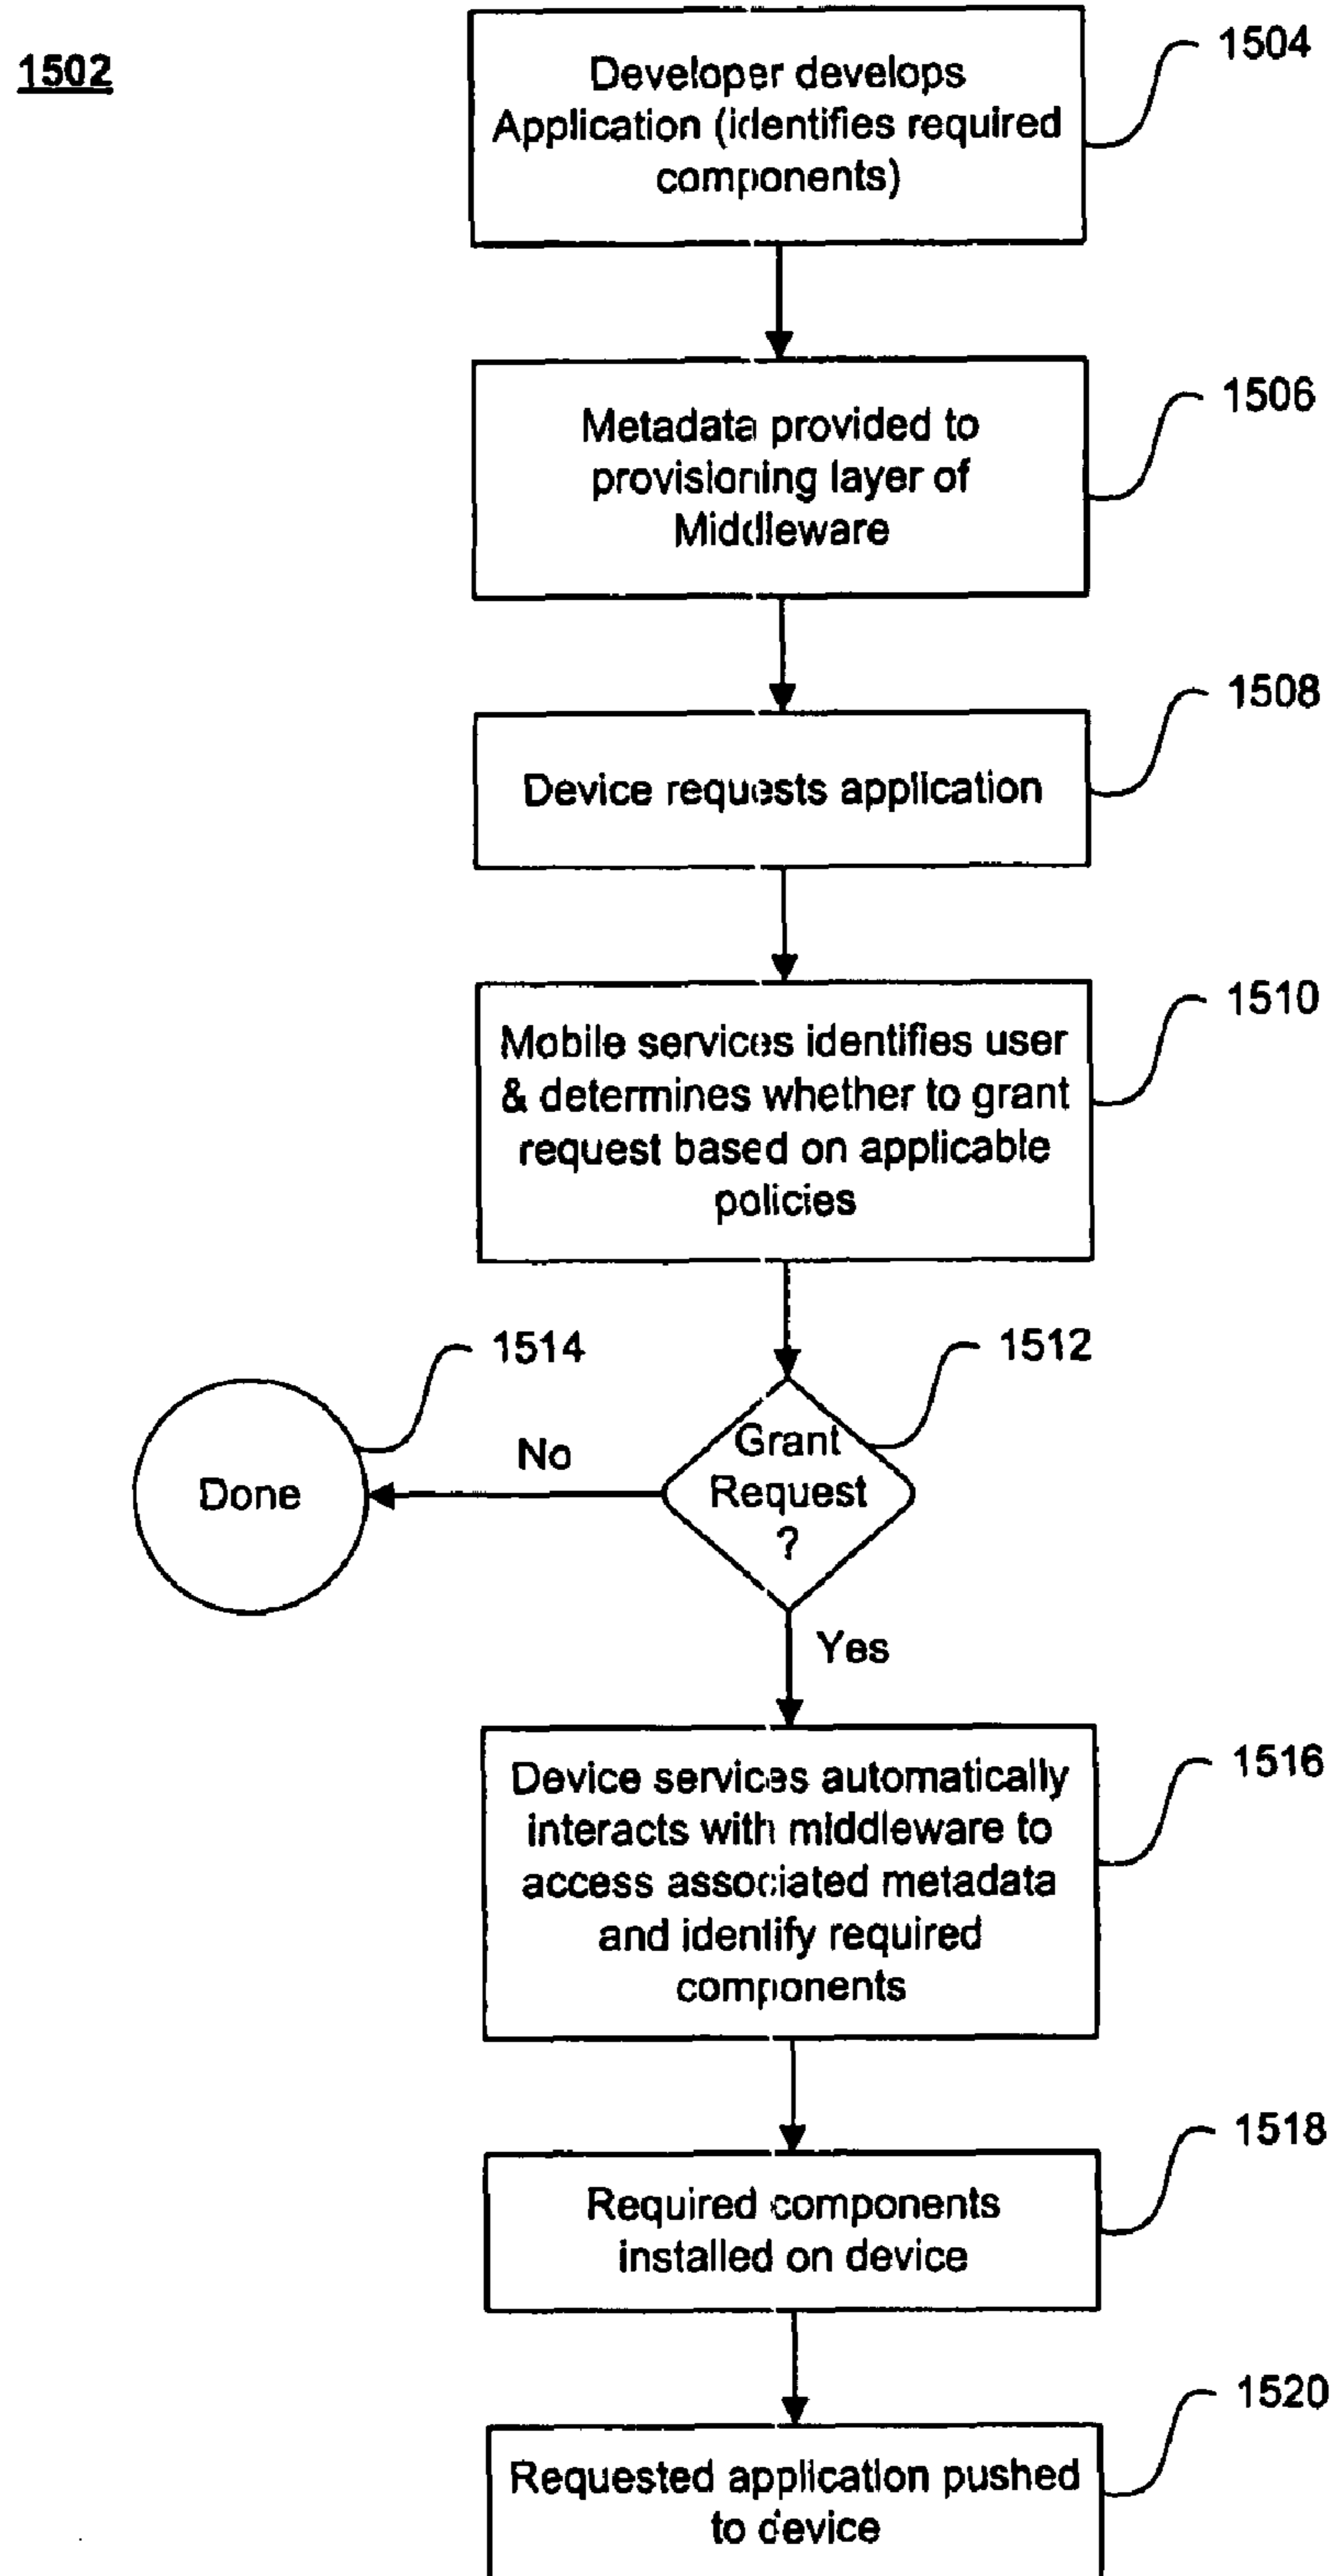 1502
1504
Developer develops
Application (identifies required
components)
1506
Metadata provided to
provisioning layer of
Middleware
1508
Device requests application
1510
Mobile services identifies user
& determines whether to grant
request based on applicable
policies
1514
1512
Done
No
Grant
Request
?
Yes
1516
Device services automatically
interacts with middleware to
access associated metadata
and identify required
components
1518
Required components
installed on device
1520
Requested application pushed
to device